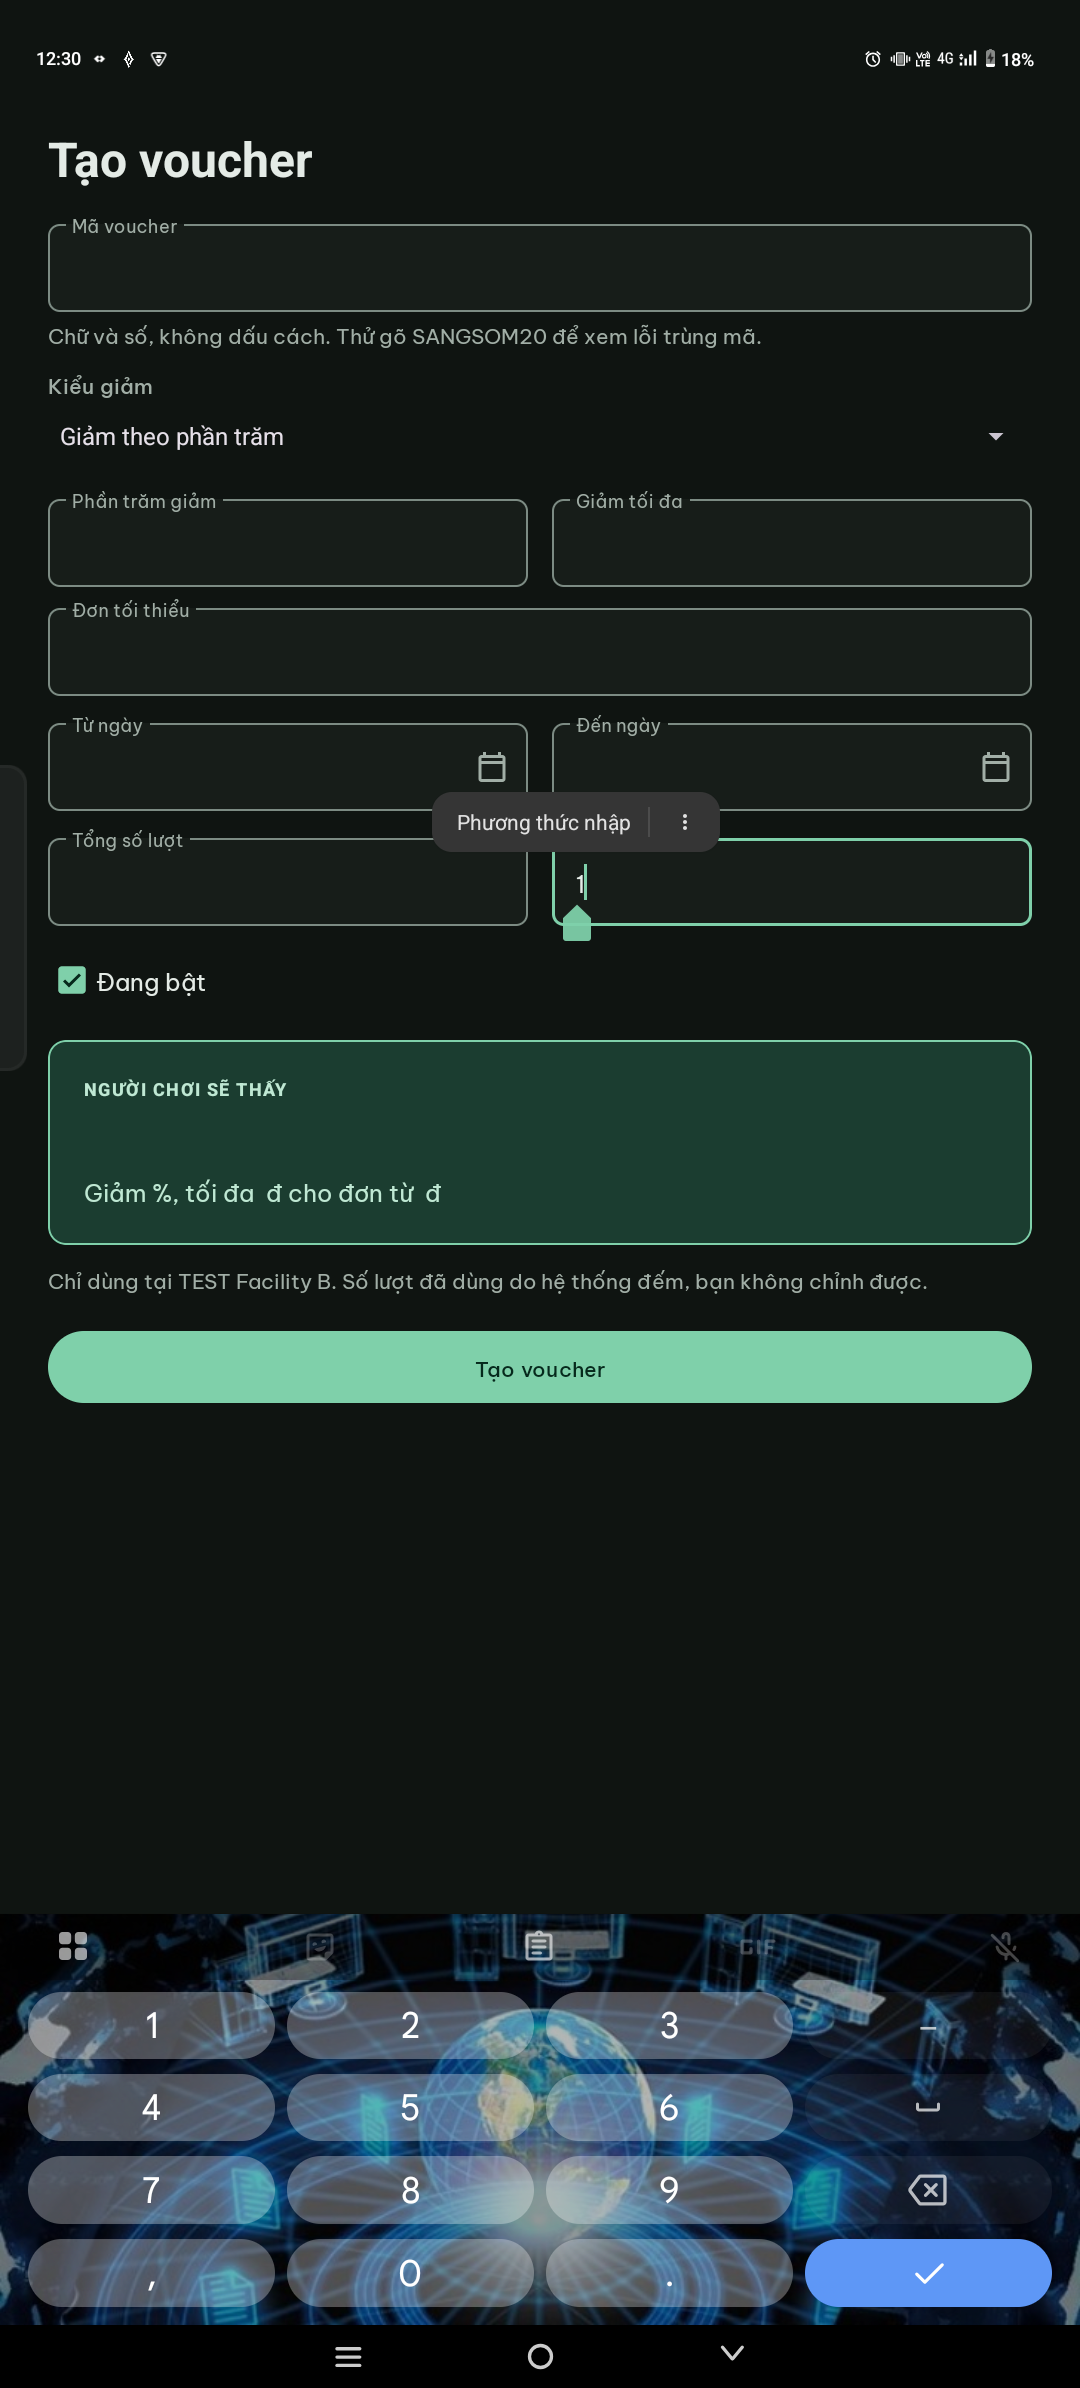 12:30
4G 18%
Tạo voucher
Mã voucher
Chữ và số, không dấu cách. Thử gõ SANGSOM20 để xem lỗi trùng mã.
Kiểu giảm
Giảm theo phần trăm
Phần trăm giảm
Giảm tối đa
Đơn tối thiểu
Từ ngày
Đến ngày
Phương thức nhập
Tổng số lượt
1
Đang bật
NGƯỜI CHƠI SẼ THẤY
Giảm %, tối đa  đ cho đơn từ  đ
Chỉ dùng tại TEST Facility B. Số lượt đã dùng do hệ thống đếm, bạn không chỉnh được.
Tạo voucher
GIF
1 2 3 –
4 5 6
7 8 9
, 0 .